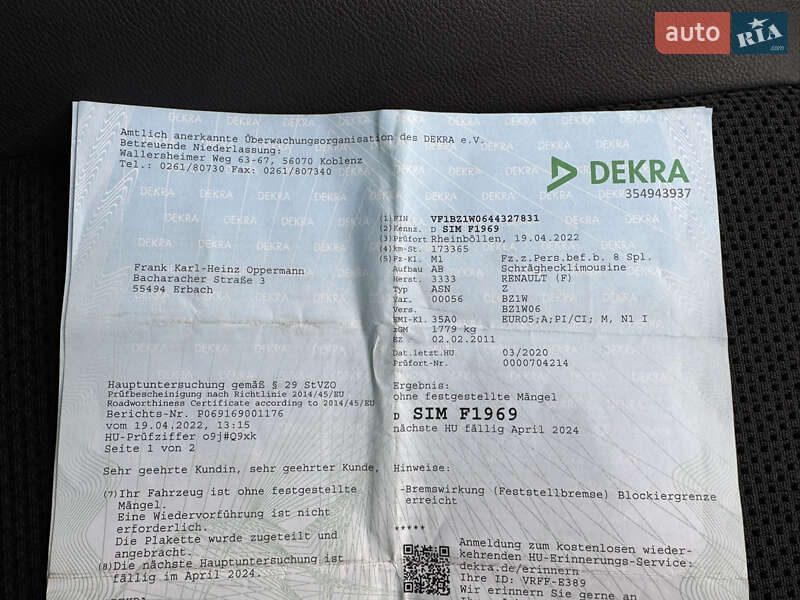 auto RIA.com
Amtlich anerkannte Überwachungsorganisation des DEKRA e.V.
Betreuende Niederlassung:
Wallersheimer Weg 63-67, 56070 Koblenz
Tel.: 0261/80730 Fax: 0261/807340
DEKRA
354943937
(1) FIN VF1BZ1W0644327831
(2) Kennz. D SIM F1969
(3) Prüfort Rheinböllen, 19.04.2022
(4) km-St. 173365
(5) Fz-Kl. M1 Fz.z.Pers.bef.b. 8 Spl.
Aufbau AB Schräghecklimousine
Herst. 3333 RENAULT (F)
Typ ASN Z
Var. 00056 BZ1W
Vers. BZ1W06
EMI-Kl. 35A0 EURO5;A;PI/CI; M, N1 I
zGM 1779 kg
EZ 02.02.2011
Dat.letzt.HU 03/2020
Prüfort-Nr. 0000704214
Frank Karl-Heinz Oppermann
Bacharacher Straße 3
55494 Erbach
Hauptuntersuchung gemäß § 29 StVZO
Prüfbescheinigung nach Richtlinie 2014/45/EU
Roadworthiness Certificate according to 2014/45/EU
Berichts-Nr. P069169001176
vom 19.04.2022, 13:15
HU-Prüfziffer o9j#Q9xk
Seite 1 von 2
Ergebnis:
ohne festgestellte Mängel
D SIM F1969
nächste HU fällig April 2024
Sehr geehrte Kundin, sehr geehrter Kunde,
(7) Ihr Fahrzeug ist ohne festgestellte
Mängel.
Eine Wiedervorführung ist nicht
erforderlich.
Die Plakette wurde zugeteilt und
angebracht.
(8) Die nächste Hauptuntersuchung ist
fällig im April 2024.
Hinweise:
-Bremswirkung (Feststellbremse) Blockiergrenze
erreicht
*****
Anmeldung zum kostenlosen wieder-
kehrenden HU-Erinnerungs-Service:
dekra.de/erinnern
Ihre ID: VRFF-E389
Wir erinnern Sie gerne an